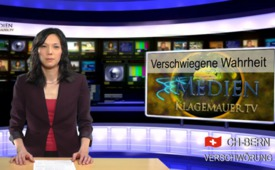 Verschwiegene Wahrheit
MEDIEN
KLAGEMAUER.TV
CH-BERN
VERSCHWÖRUNG